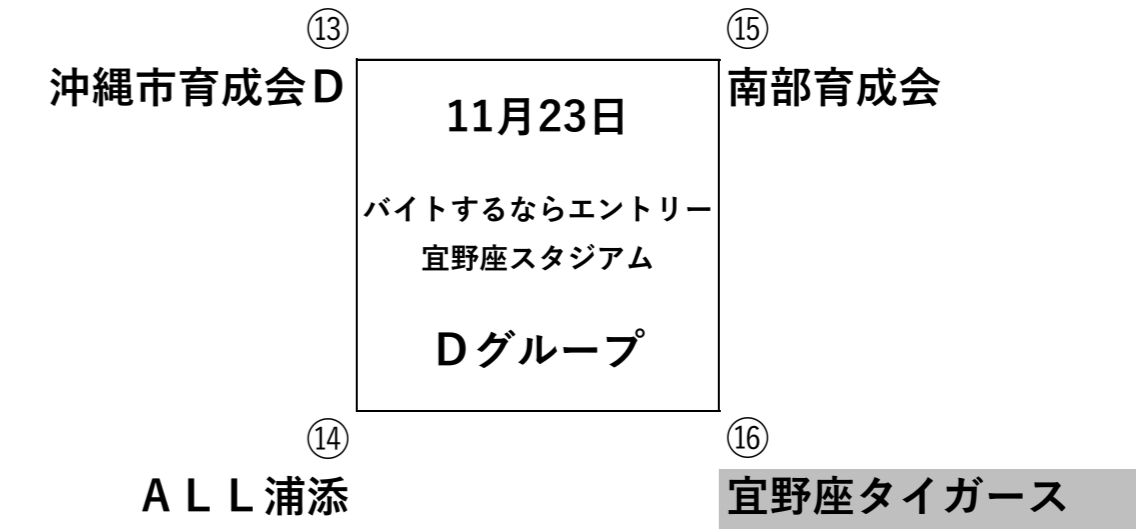 ⑬
沖縄市育成会D
⑮
南部育成会
11月23日
バイトするならエントリー
宜野座スタジアム
Dグループ
⑭
ALL浦添
⑯
宜野座タイガース